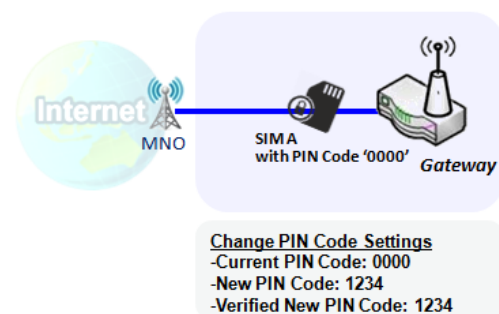 Internet
MNO
SIM A
with PIN Code ‘0000’
Gateway
Change PIN Code Settings
-Current PIN Code: 0000
-New PIN Code: 1234
-Verified New PIN Code: 1234